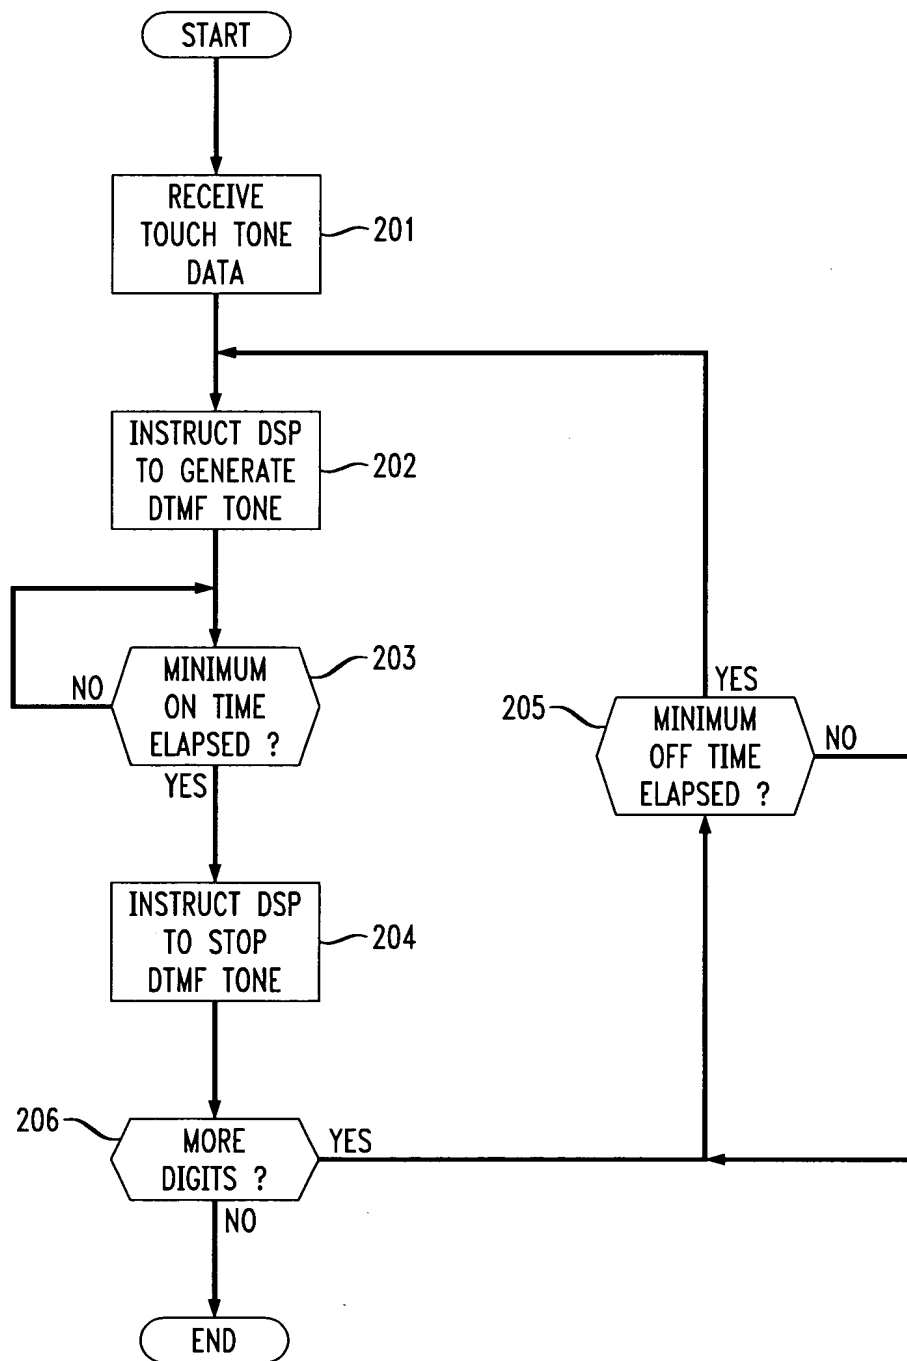 START
RECEIVE
TOUCH TONE
DATA
201
INSTRUCT DSP
TO GENERATE
DTMF TONE
202
MINIMUM
ON TIME
ELAPSED ?
203
NO
YES
205
YES
MINIMUM
OFF TIME
ELAPSED ?
NO
INSTRUCT DSP
TO STOP
DTMF TONE
204
206
MORE
DIGITS ?
YES
NO
END